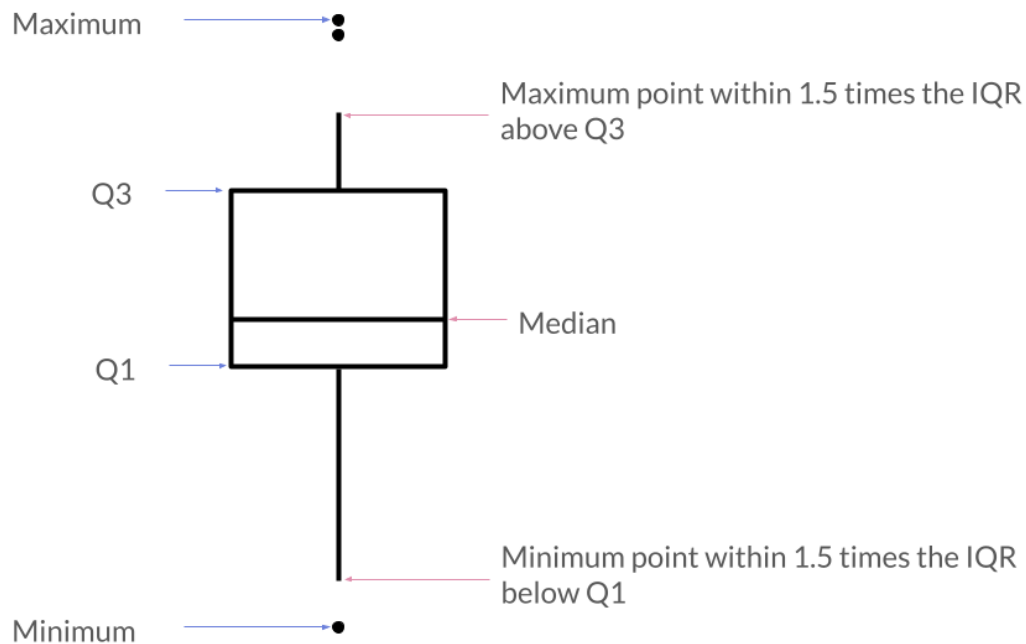 Maximum
Maximum point within 1.5 times the IQR
above Q3
Q3
Median
Q1
Minimum point within 1.5 times the IQR
below Q1
Minimum